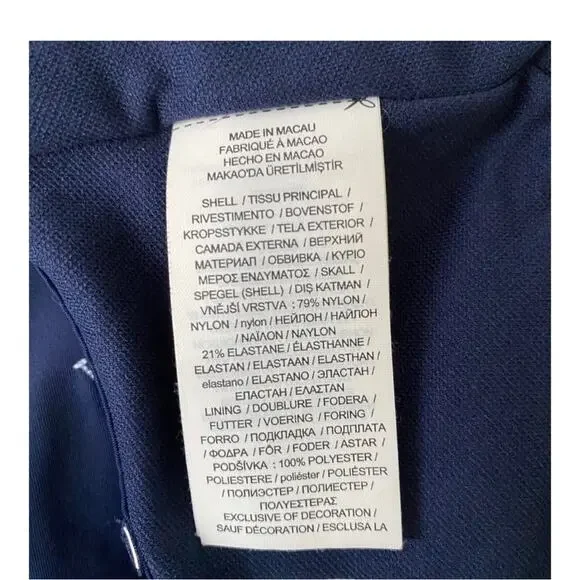 MADE IN MACAU
FABRIQUÉ À MACAO
HECHO EN MACAO
MAKAO'DA ÜRETİLMİŞTİR
SHELL / TISSU PRINCIPAL /
RIVESTIMENTO / BOVENSTOF /
KROPSSTYKKE / TELA EXTERIOR /
CAMADA EXTERNA / ВЕРХНИЙ
МАТЕРИАЛ / ОБВИВКА / ΚΥΡΙΟ
ΜΕΡΟΣ ΕΝΔΥΜΑΤΟΣ / SKALL /
SPEGEL (SHELL) / DIŞ KATMAN /
VNĚJŠÍ VRSTVA : 79% NYLON /
NYLON / nylon / НЕЙЛОН / НАЙЛОН
/ ΝΑΪΛΟΝ / NAYLON
21% ELASTANE / ÉLASTHANNE /
ELASTAN / ELASTAAN / ELASTHAN /
elastano / ELASTANO / ЭЛАСТАН /
ЕЛАСТАН / ΕΛΑΣΤΑΝ
LINING / DOUBLURE / FODERA /
FUTTER / VOERING / FORING /
FORRO / ПОДКЛАДКА / ПОДПЛАТА
/ ΦΟΔΡΑ / FÔR / FODER / ASTAR /
PODŠÍVKA : 100% POLYESTER /
POLIESTERE / poliéster / POLIÉSTER
/ ПОЛИЭСТЕР / ПОЛИЕСТЕР /
ΠΟΛΥΕΣΤΕΡΑΣ
EXCLUSIVE OF DECORATION /
SAUF DÉCORATION / ESCLUSA LA